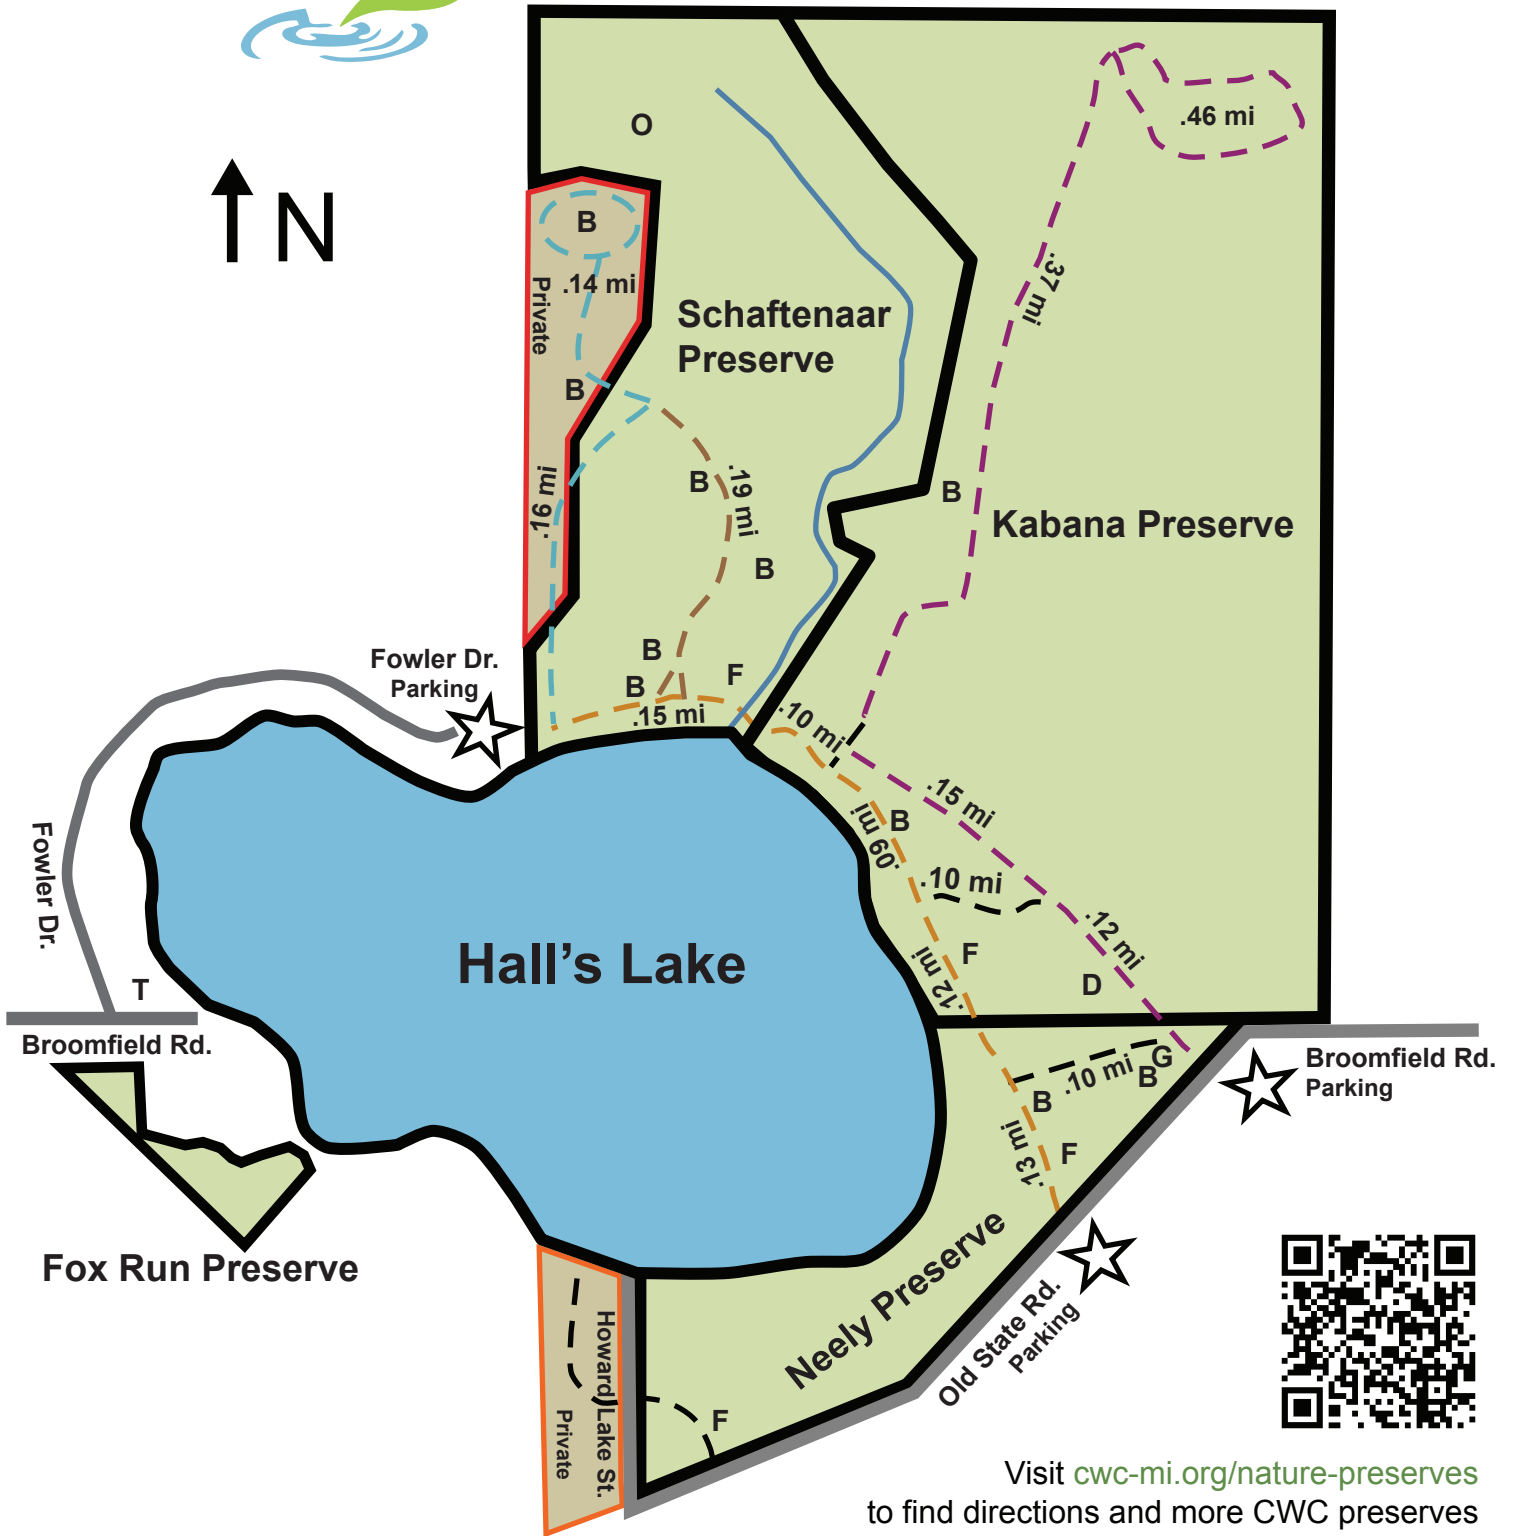 .46 mi
O
N
B
.14 mi
Private
.37 mi
Schaftenaar
Preserve
B
.16 mi
B
.19 mi
B
B
Kabana Preserve
B
F
B
Fowler Dr.
Parking
.15 mi
.10 mi
.15 mi
B
.09 mi
Fowler Dr.
.10 mi
.12 mi
F
.12 mi
D
Hall's Lake
T
Broomfield Rd.
G
.10 mi
B
B
Broomfield Rd.
Parking
.13 mi
F
Fox Run Preserve
Neely Preserve
Old State Rd.
Parking
Howard Lake St.
Private
F
Visit cwc-mi.org/nature-preserves
to find directions and more CWC preserves